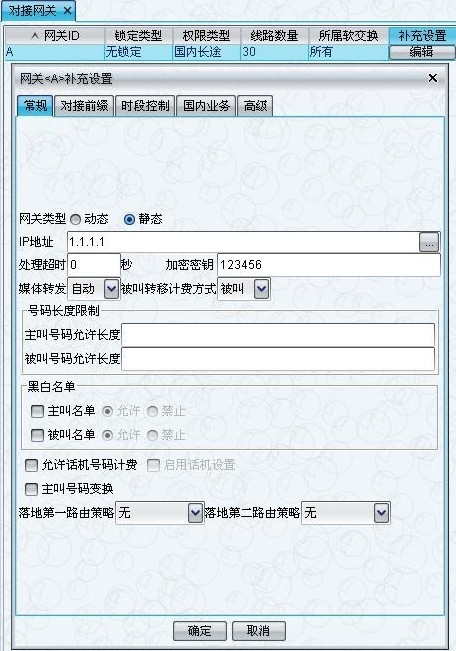 对接网关 ×
网关ID 锁定类型 权限类型 线路数量 所属软交换 补充设置
A 无锁定 国内长途 30 所有 编辑
网关<A>补充设置 ×
常规 对接前缀 时段控制 国内业务 高级
网关类型 动态 静态
IP地址 1.1.1.1 ...
处理超时 0 秒 加密密钥 123456
媒体转发 自动 被叫转移计费方式 被叫
号码长度限制
主叫号码允许长度
被叫号码允许长度
黑白名单
主叫名单 允许 禁止
被叫名单 允许 禁止
允许话机号码计费 启用话机设置
主叫号码变换
落地第一路由策略 无 落地第二路由策略 无
确定 取消